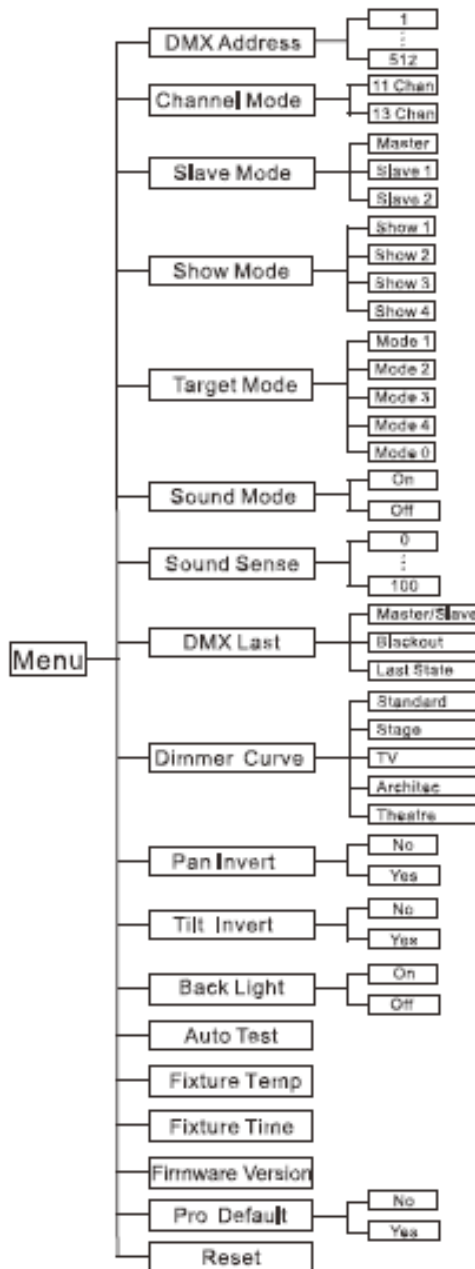 Menu
DMX Address
1
512
Channel Mode
11 Chan
13 Chan
Slave Mode
Master
Slave 1
Slave 2
Show Mode
Show 1
Show 2
Show 3
Show 4
Target Mode
Mode 1
Mode 2
Mode 3
Mode 4
Mode 0
Sound Mode
On
Off
Sound Sense
0
100
DMX Last
Master/Slave
Blackout
Last State
Dimmer Curve
Standard
Stage
TV
Architec
Theatre
Pan Invert
No
Yes
Tilt Invert
No
Yes
Back Light
On
Off
Auto Test
Fixture Temp
Fixture Time
Firmware Version
Pro Default
No
Yes
Reset